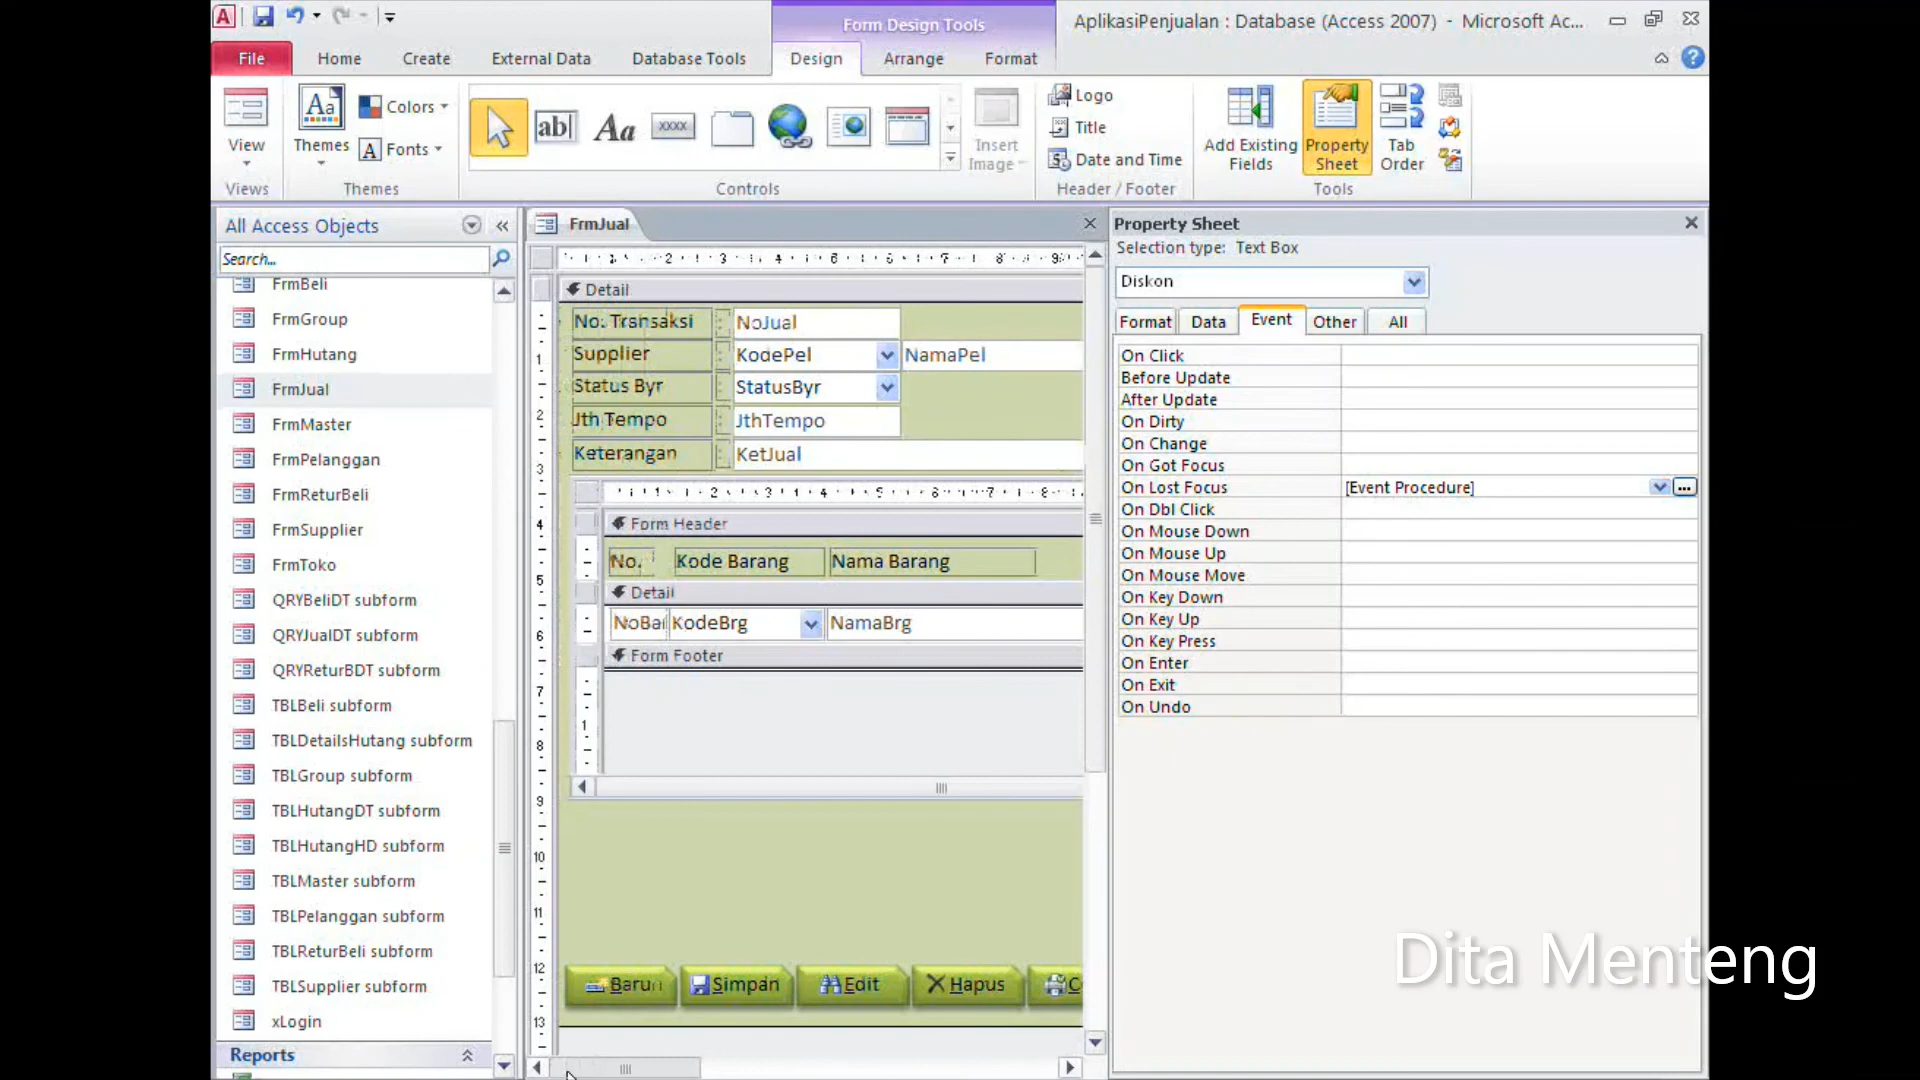 Form Design Tools
AplikasiPenjualan : Database (Access 2007) - Microsoft Ac...
File Home Create External Data Database Tools Design Arrange Format
View
Views
Themes
Colors
Fonts
Themes
Aa
ab|
Aa
XXXX
Controls
Insert Image
Logo
Title
Date and Time
Header / Footer
Add Existing Fields
Property Sheet
Tab Order
Tools
All Access Objects
Search...
FrmBeli
FrmGroup
FrmHutang
FrmJual
FrmMaster
FrmPelanggan
FrmReturBeli
FrmSupplier
FrmToko
QRYBeliDT subform
QRYJualDT subform
QRYReturBDT subform
TBLBeli subform
TBLDetailsHutang subform
TBLGroup subform
TBLHutangDT subform
TBLHutangHD subform
TBLMaster subform
TBLPelanggan subform
TBLReturBeli subform
TBLSupplier subform
xLogin
Reports
FrmJual
Detail
No. Transaksi : NoJual
Supplier : KodePel NamaPel
Status Byr : StatusByr
Jth Tempo : JthTempo
Keterangan : KetJual
Form Header
No. Kode Barang Nama Barang
Detail
NoBar KodeBrg NamaBrg
Form Footer
Baru Simpan Edit Hapus C
Property Sheet
Selection type: Text Box
Diskon
Format Data Event Other All
On Click
Before Update
After Update
On Dirty
On Change
On Got Focus
On Lost Focus [Event Procedure]
On Dbl Click
On Mouse Down
On Mouse Up
On Mouse Move
On Key Down
On Key Up
On Key Press
On Enter
On Exit
On Undo
Dita Menteng